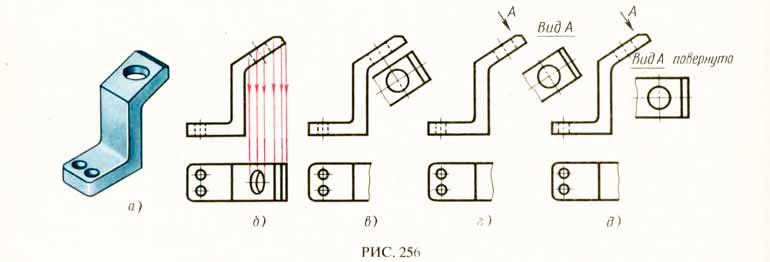 А
Вид А
А
Вид А повернуто
а)
б)
в)
г)
д)
РИС. 256